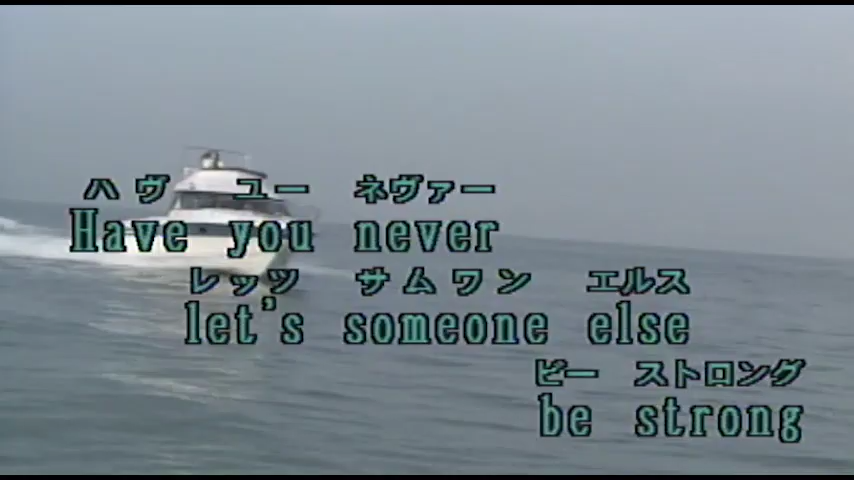 ハヴ ユー ネヴァー
Have you never
レッツ サムワン エルス
let's someone else
ビー ストロング
be strong